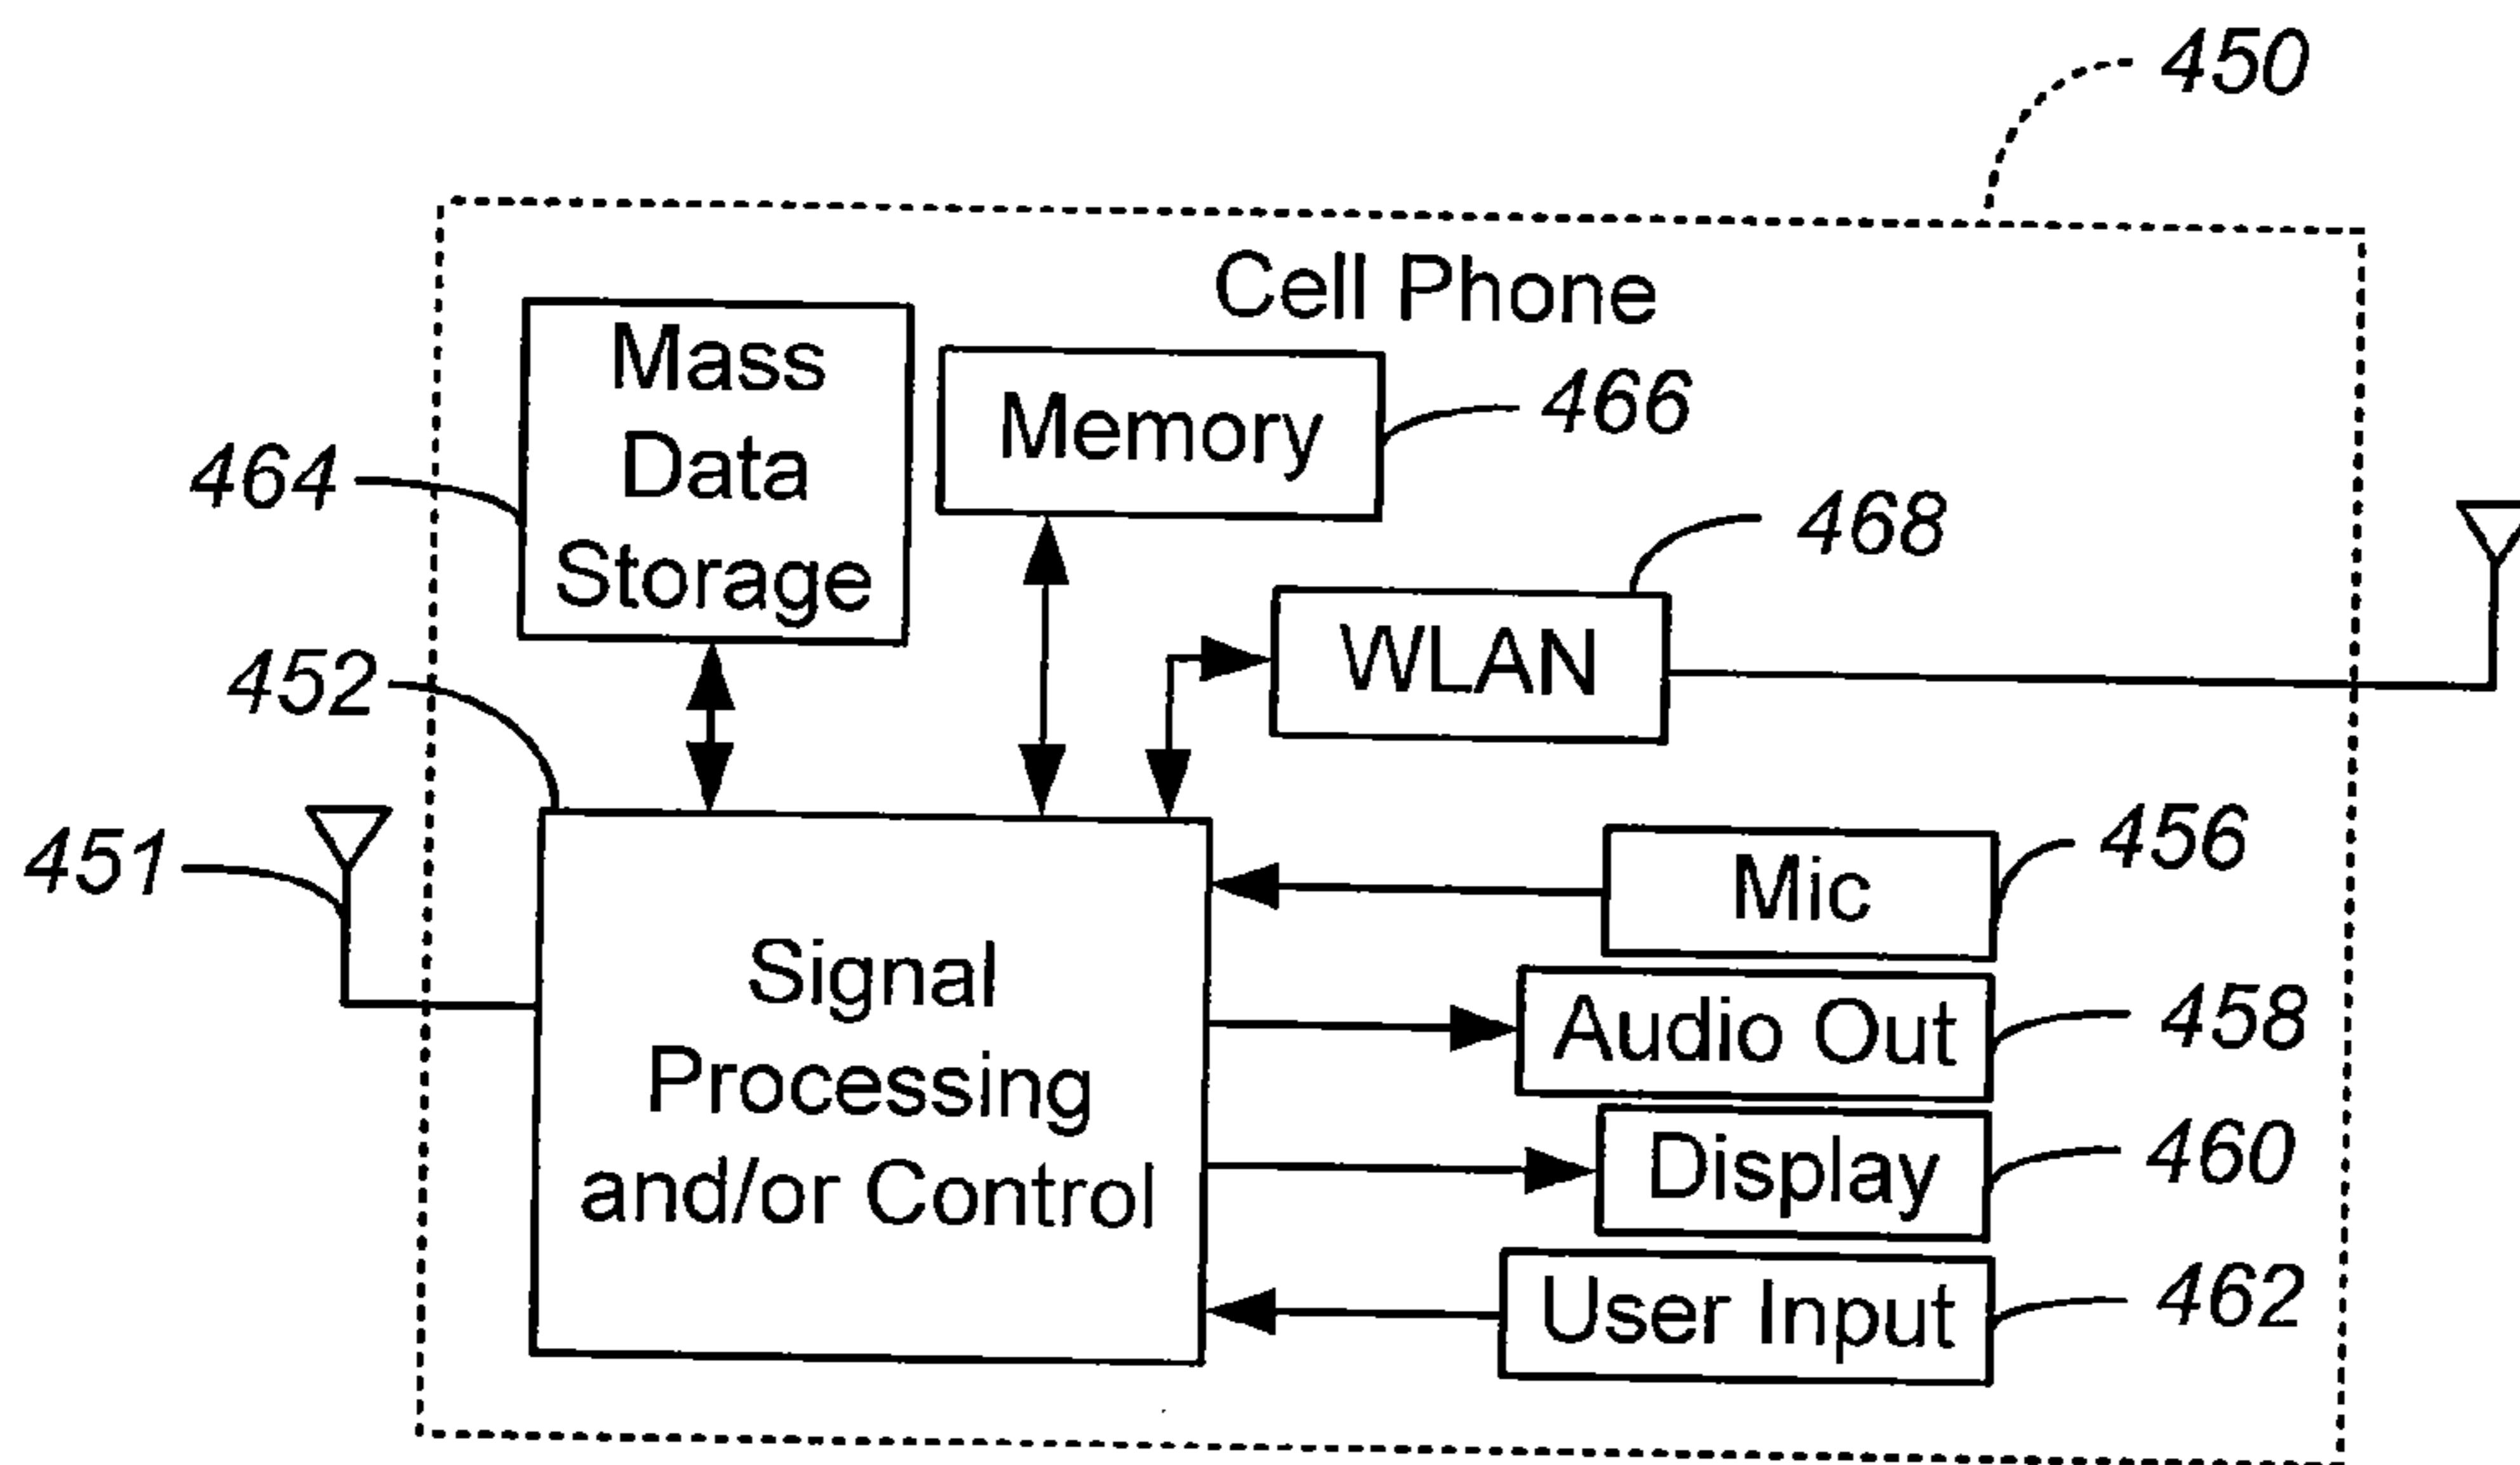 450
Cell Phone
Mass
Data
Storage
Memory
466
464
468
WLAN
452
451
456
Mic
Signal
Processing
and/or Control
Audio Out
458
Display
460
User Input
462